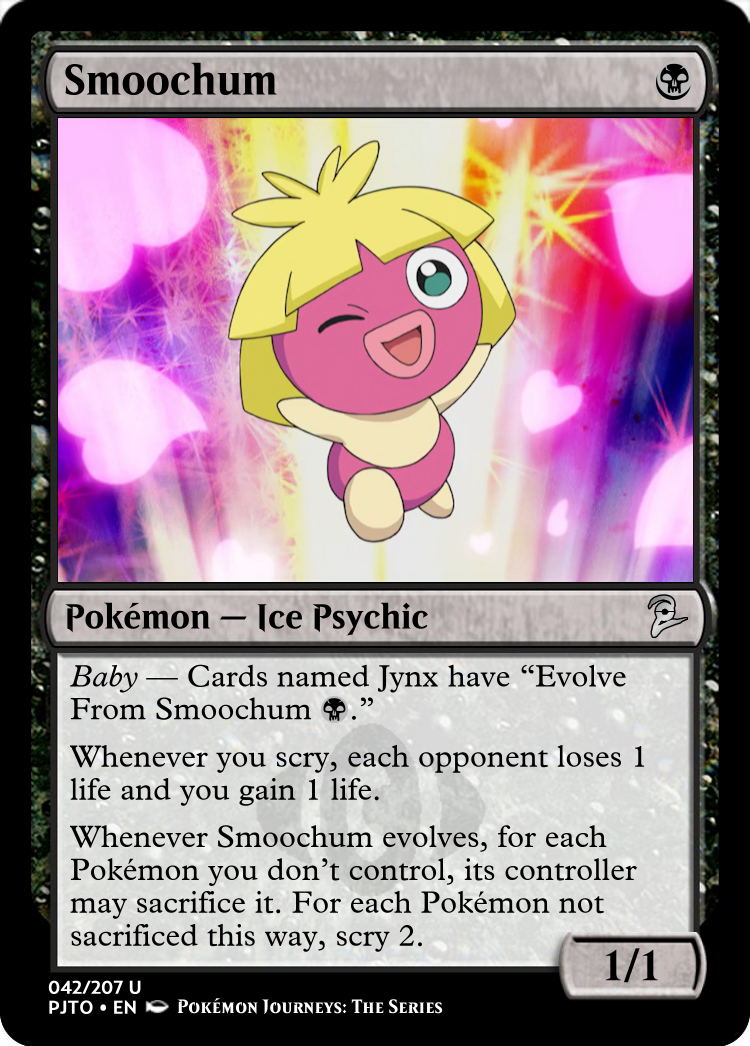 Smoochum
Pokémon — Ice Psychic
Baby — Cards named Jynx have “Evolve
From Smoochum .”
Whenever you scry, each opponent loses 1
life and you gain 1 life.
Whenever Smoochum evolves, for each
Pokémon you don’t control, its controller
may sacrifice it. For each Pokémon not
sacrificed this way, scry 2.
1/1
042/207 U
PJTO • EN Pokémon Journeys: The Series